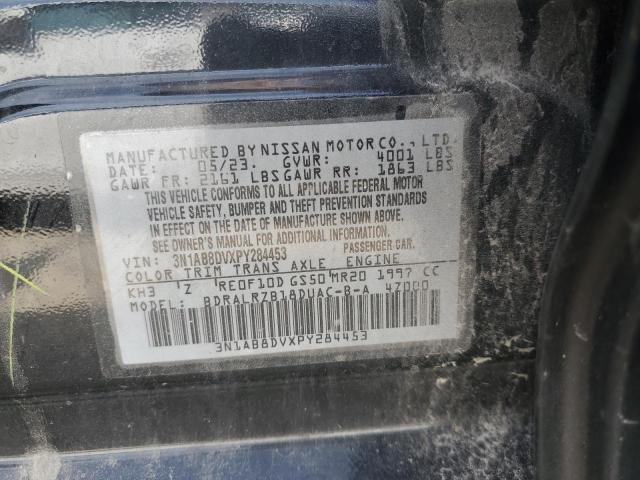 MANUFACTURED BY NISSAN MOTOR CO., LTD.
DATE: 05/23. GVWR: 4001 LBS
GAWR FR: 2161 LBS GAWR RR: 1863 LBS
THIS VEHICLE CONFORMS TO ALL APPLICABLE FEDERAL MOTOR
VEHICLE SAFETY, BUMPER AND THEFT PREVENTION STANDARDS
IN EFFECT ON THE DATE OF MANUFACTURE SHOWN ABOVE.
SEE OWNER'S MANUAL FOR ADDITIONAL INFORMATION.
VIN: 3N1AB8DVXPY284453 PASSENGER CAR.
COLOR TRIM TRANS AXLE ENGINE
KH3 'Z 'REOF10D GS50'MR20 1997 CC
BDRALRZB18DUAC-B-A 4Z000
3N1AB8DVXPY284453